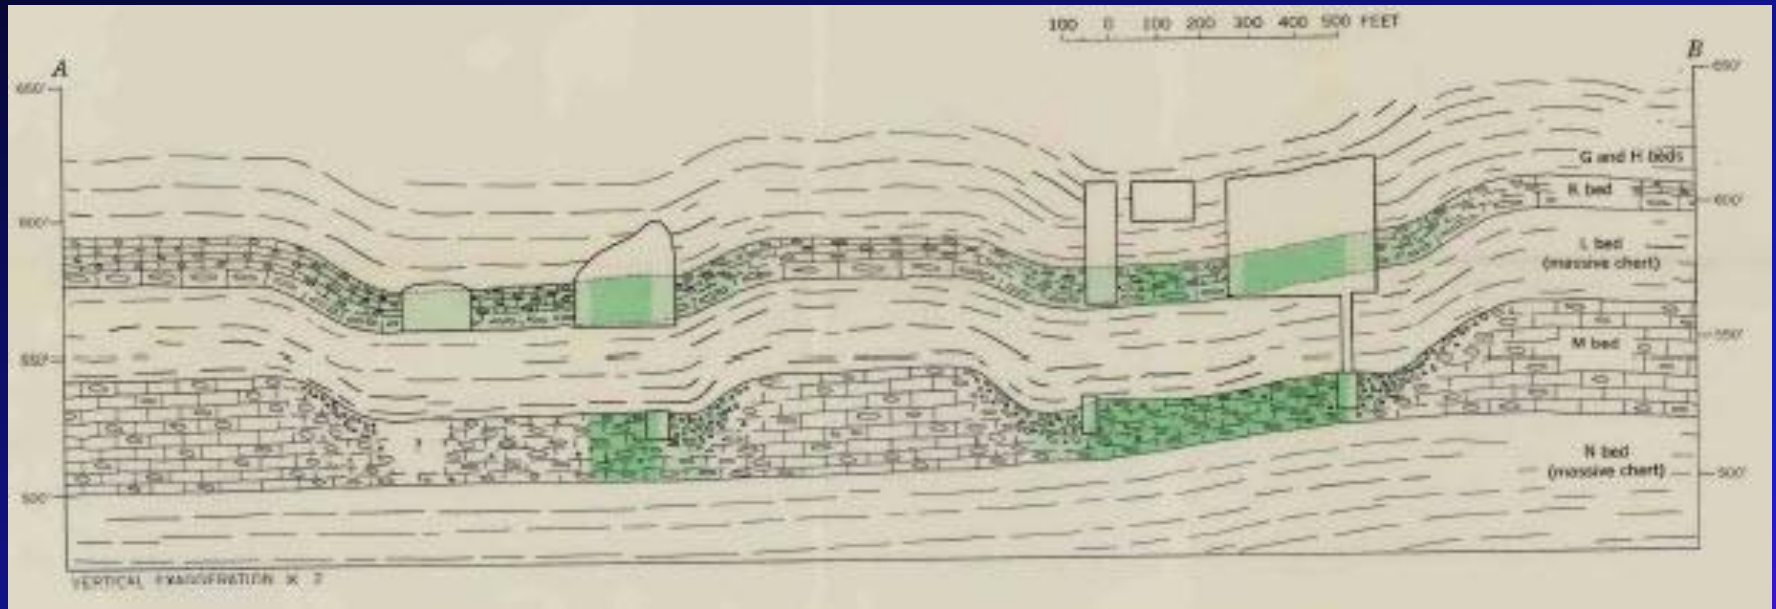 100 0 100 200 300 400 500 FEET
A
B
650'
650'
G and H beds
K bed
600'
600'
L bed
(massive chert)
550'
550'
M bed
N bed
(massive chert)
500'
500'
VERTICAL EXAGGERATION X 2